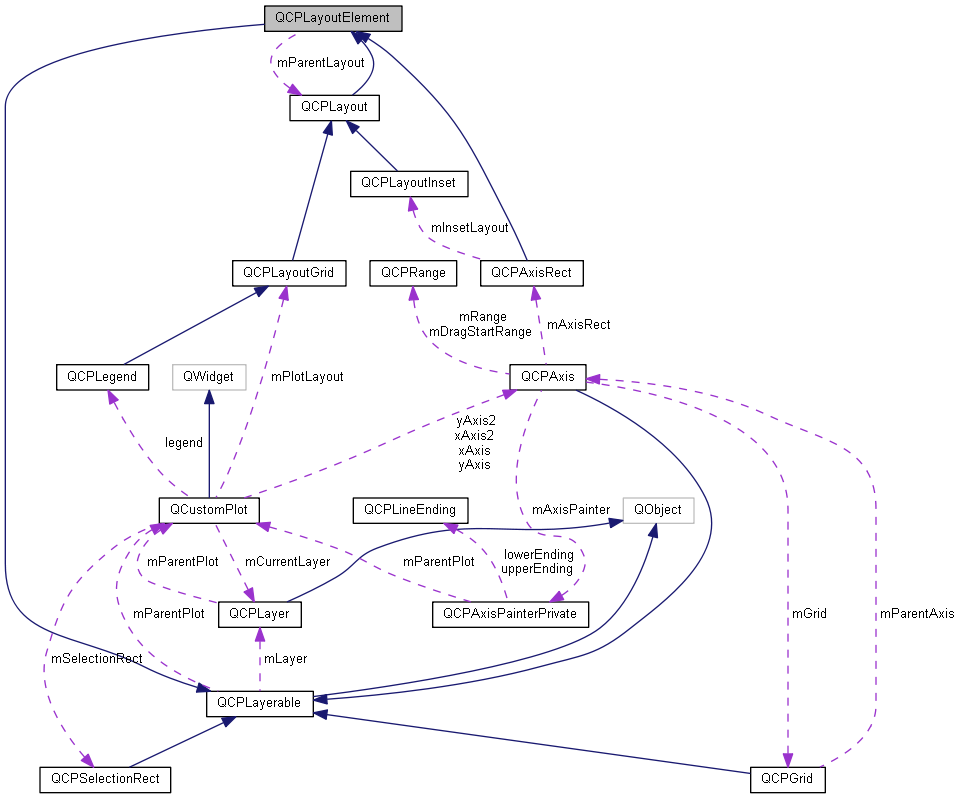 QCPLayoutElement
mParentLayout
QCPLayout
QCPLayoutInset
mInsetLayout
QCPLayoutGrid
QCPRange
QCPAxisRect
mRange
mDragStartRange
mAxisRect
QCPLegend
QWidget
mPlotLayout
QCPAxis
legend
yAxis2
xAxis2
xAxis
yAxis
QCustomPlot
QCPLineEnding
mAxisPainter
QObject
mParentPlot
mCurrentLayer
mParentPlot
lowerEnding
upperEnding
mParentPlot
QCPLayer
QCPAxisPainterPrivate
mGrid
mParentAxis
mSelectionRect
mLayer
QCPLayerable
QCPSelectionRect
QCPGrid